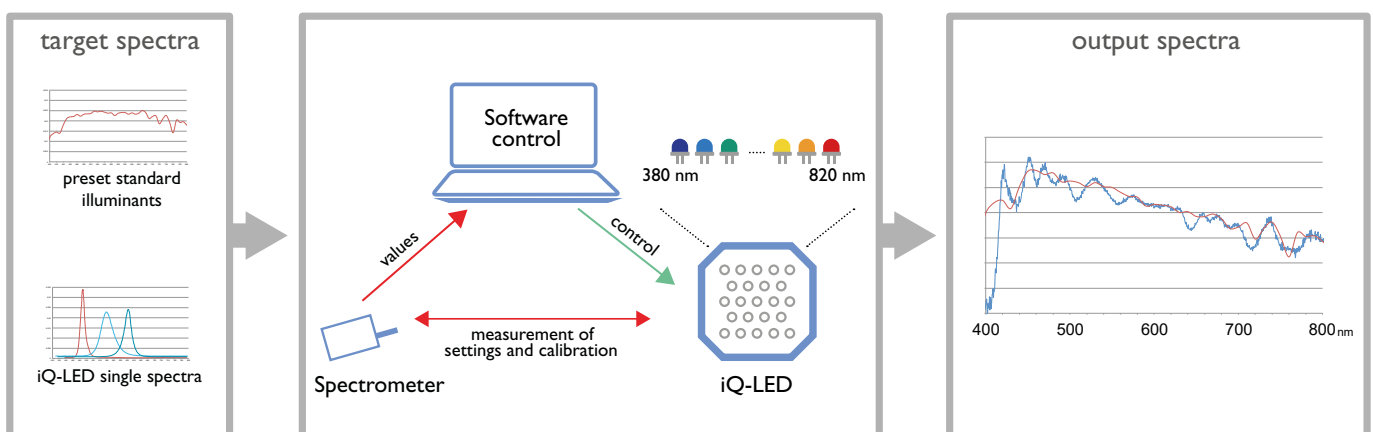 target spectra
preset standard
illuminants
iQ-LED single spectra
Software
control
380 nm
820 nm
values
control
measurement of
settings and calibration
Spectrometer
iQ-LED
output spectra
400 500 600 700 800 nm